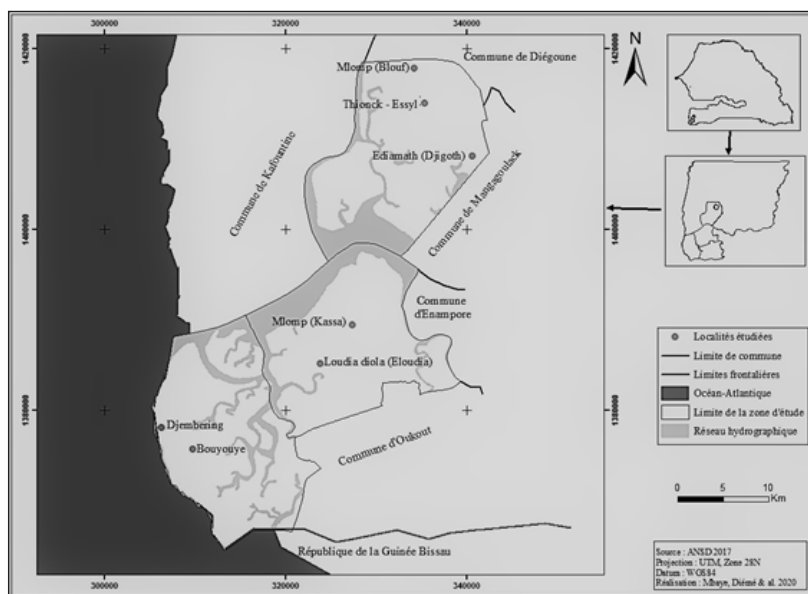 300000
320000
340000
N
1420000
1420000
Commune de Diégoune
Mlomp (Blouf)
Thionck - Essyl
Ediamath (Djigoth)
Commune de Kafountine
Commune de Mangagoulack
1400000
1400000
Commune
d'Enampore
Mlomp (Kassa)
Loudia diola (Eloudia)
1380000
1380000
Djembering
Bouyouye
Commune d'Oukout
République de la Guinée Bissau
300000
320000
340000
Localités étudiées
Limite de commune
Limites frontalières
Océan-Atlantique
Limite de la zone d'étude
Réseau hydrographique
0 5 10
Km
Source : ANSD 2017
Projection : UTM, Zone 28N
Datum : WGS84
Réalisation : Mbaye, Diémé & al. 2020